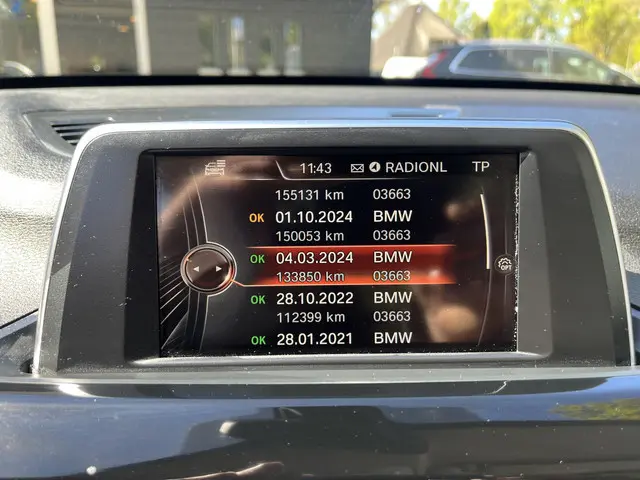 11:43 RADIONL TP
155131 km 03663
OK 01.10.2024 BMW
150053 km 03663
OK 04.03.2024 BMW
133850 km 03663
OPT
OK 28.10.2022 BMW
112399 km 03663
OK 28.01.2021 BMW